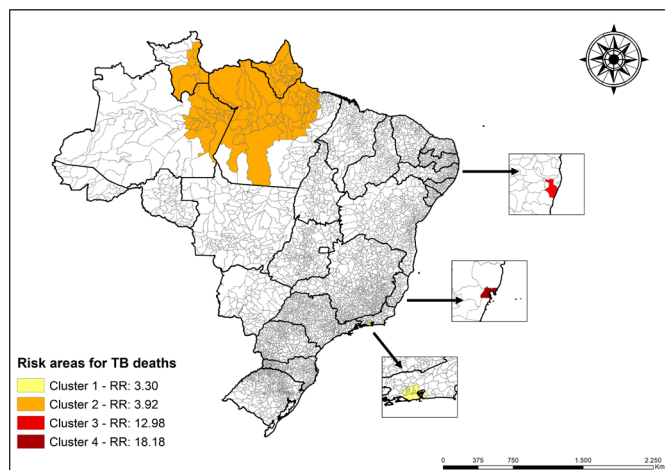 Risk areas for TB deaths
Cluster 1 - RR: 3.30
Cluster 2 - RR: 3.92
Cluster 3 - RR: 12.98
Cluster 4 - RR: 18.18
0 375 750 1.500 2.250
Km